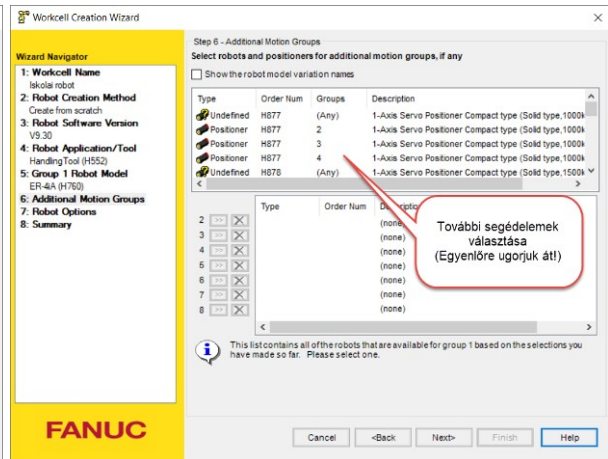 Workcell Creation Wizard
Wizard Navigator
1: Workcell Name
Iskolai robot
2: Robot Creation Method
Create from scratch
3: Robot Software Version
V9.30
4: Robot Application/Tool
HandlingTool (H552)
5: Group 1 Robot Model
ER-4iA (H760)
6: Additional Motion Groups
7: Robot Options
8: Summary
FANUC
Step 6 - Additional Motion Groups
Select robots and positioners for additional motion groups, if any
Show the robot model variation names
Type Order Num Groups Description
Undefined H877 (Any) 1-Axis Servo Positioner Compact type (Solid type,1000k
Positioner H877 2 1-Axis Servo Positioner Compact type (Solid type,1000k
Positioner H877 3 1-Axis Servo Positioner Compact type (Solid type,1000k
Positioner H877 4 1-Axis Servo Positioner Compact type (Solid type,1000k
Undefined H878 (Any) 1-Axis Servo Positioner Compact type (Solid type,1500k
Type Order Num
2 >> (none)
3 >> (none)
4 >> (none)
5 >> (none)
6 >> (none)
7 >> (none)
8 >> (none)
További segédelemek
választása
(Egyenlőre ugorjuk át!)
This list contains all of the robots that are available for group 1 based on the selections you
have made so far. Please select one.
Cancel <Back Next> Finish Help